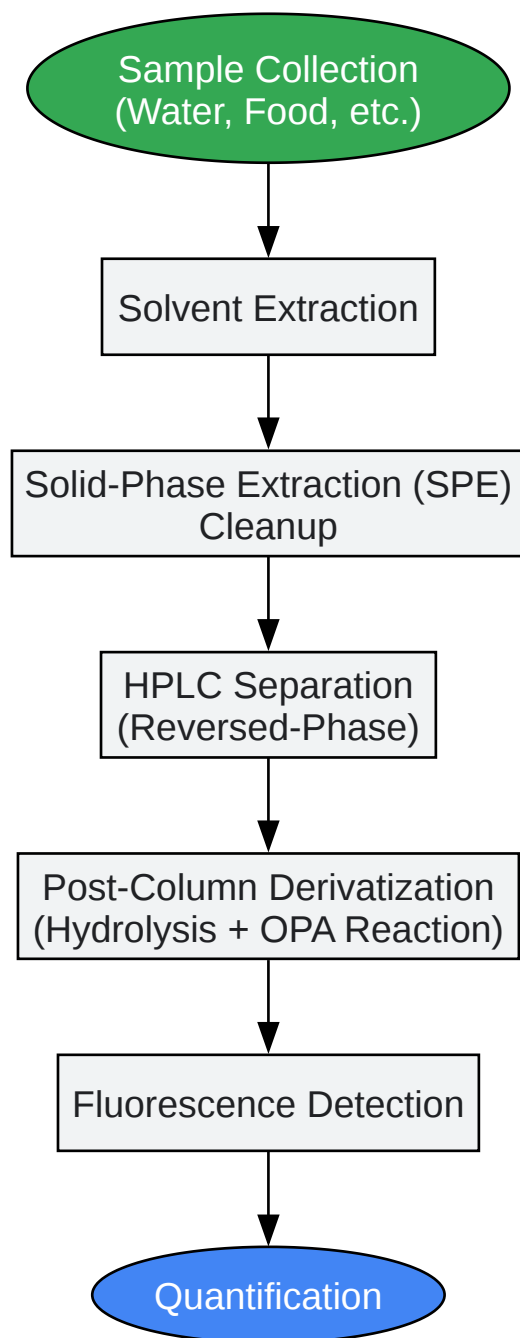 Sample Collection
(Water, Food, etc.)
Solvent Extraction
Solid-Phase Extraction (SPE)
Cleanup
HPLC Separation
(Reversed-Phase)
Post-Column Derivatization
(Hydrolysis + OPA Reaction)
Fluorescence Detection
Quantification